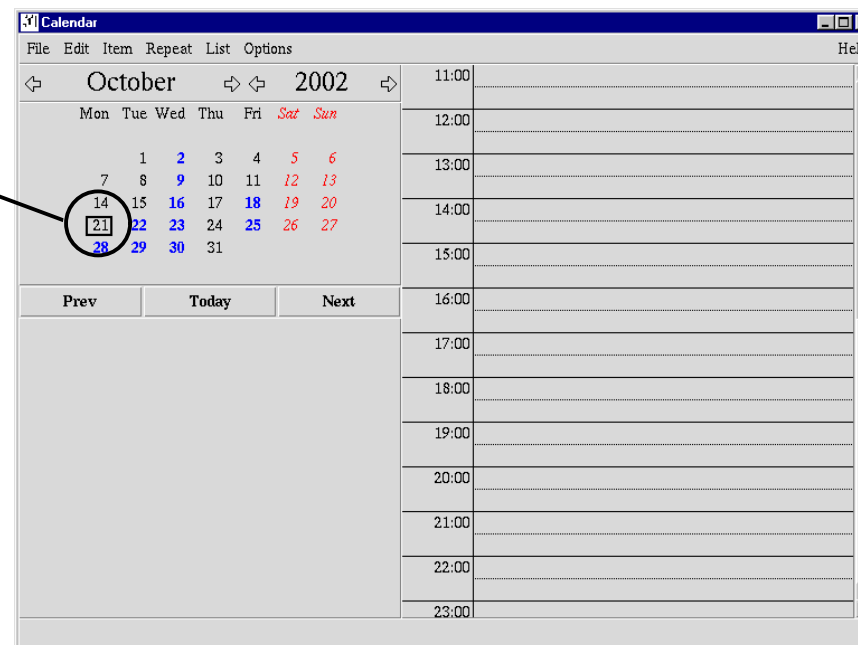 Calendar
File Edit Item Repeat List Options Hel
October 2002
Mon Tue Wed Thu Fri Sat Sun
1 2 3 4 5 6
7 8 9 10 11 12 13
14 15 16 17 18 19 20
21 22 23 24 25 26 27
28 29 30 31
Prev Today Next
11:00
12:00
13:00
14:00
15:00
16:00
17:00
18:00
19:00
20:00
21:00
22:00
23:00